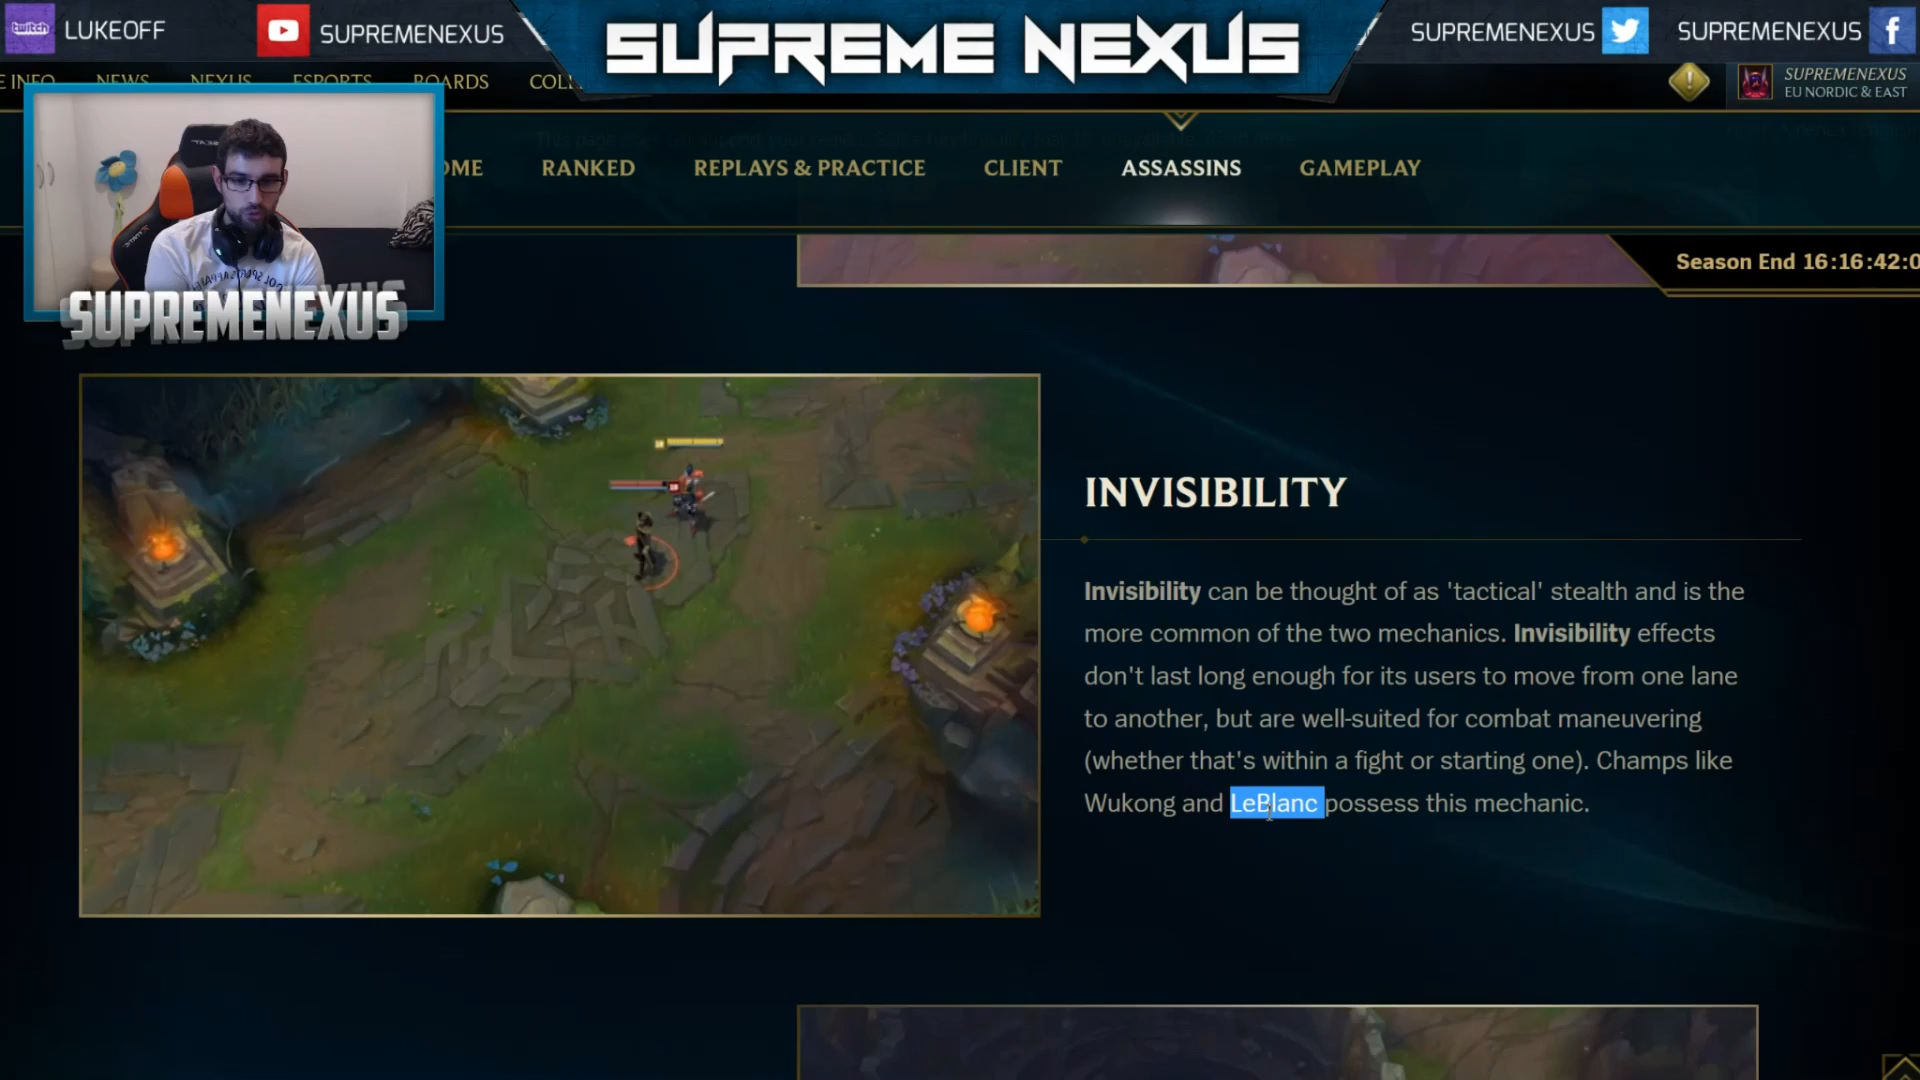 twitch LUKEOFF
SUPREMENEXUS
SUPREME NEXUS
SUPREMENEXUS
SUPREMENEXUS
E INFO NEWS NEXUS ESPORTS BOARDS COLL
SUPREMENEXUS
EU NORDIC & EAST
OME RANKED REPLAYS & PRACTICE CLIENT ASSASSINS GAMEPLAY
Season End 16:16:42:0
SUPREMENEXUS
INVISIBILITY
Invisibility can be thought of as 'tactical' stealth and is the
more common of the two mechanics. Invisibility effects
don't last long enough for its users to move from one lane
to another, but are well-suited for combat maneuvering
(whether that's within a fight or starting one). Champs like
Wukong and LeBlanc possess this mechanic.